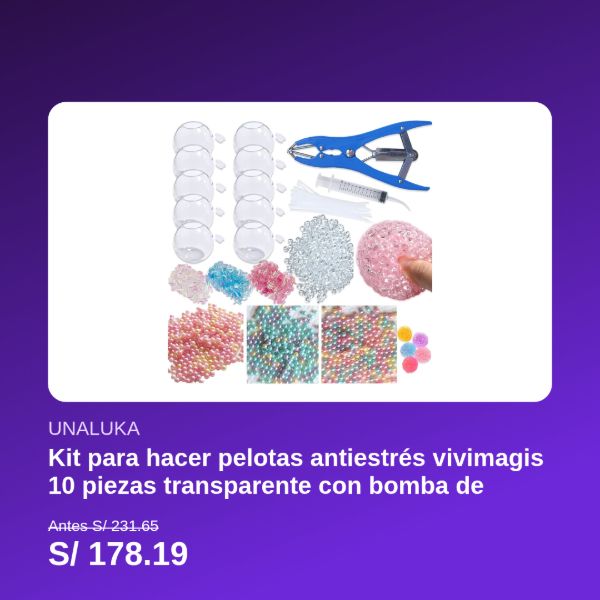 UNALUKA
Kit para hacer pelotas antiestrés vivimagis
10 piezas transparente con bomba de
Antes S/ 231.65
S/ 178.19